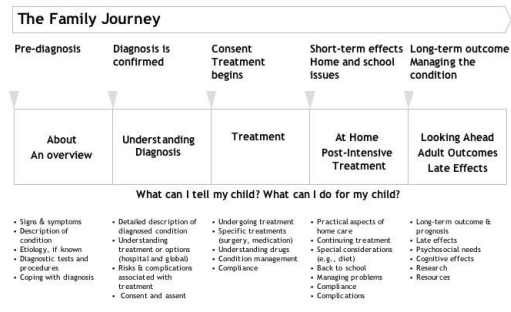 The Family Journey
Pre-diagnosis
Diagnosis is
confirmed
Consent
Treatment
begins
Short-term effects
Home and school
issues
Long-term outcome
Managing the
condition
About
An overview
Understanding
Diagnosis
Treatment
At Home
Post-Intensive
Treatment
Looking Ahead
Adult Outcomes
Late Effects
What can I tell my child? What can I do for my child?
• Signs & symptoms
• Description of
condition
• Etiology, if known
• Diagnostic tests and
procedures
• Coping with diagnosis
• Detailed description of
diagnosed condition
• Understanding
treatment or options
(hospital and global)
• Risks & complications
associated with
treatment
• Consent and assent
• Undergoing treatment
• Specific treatments
(surgery, medication)
• Understanding drugs
• Condition management
• Compliance
• Practical aspects of
home care
• Continuing treatment
• Special considerations
(e.g., diet)
• Back to school
• Managing problems
• Compliance
• Complications
• Long-term outcome &
prognosis
• Late effects
• Psychosocial needs
• Cognitive effects
• Research
• Resources